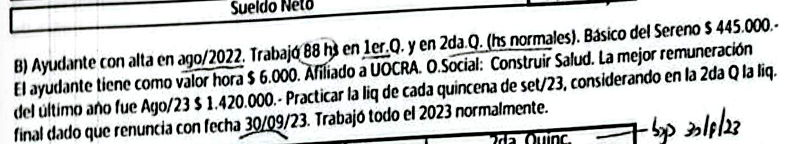 Sueldo Neto
B) Ayudante con alta en ago/2022. Trabajó 88 hs en 1er.Q. y en 2da.Q. (hs normales). Básico del Sereno $ 445.000.-
El ayudante tiene como valor hora $ 6.000. Afiliado a UOCRA. O.Social: Construir Salud. La mejor remuneración
del último año fue Ago/23 $ 1.420.000.- Practicar la liq de cada quincena de set/23, considerando en la 2da Q la liq.
final dado que renuncia con fecha 30/09/23. Trabajó todo el 2023 normalmente.
2da Quinc.